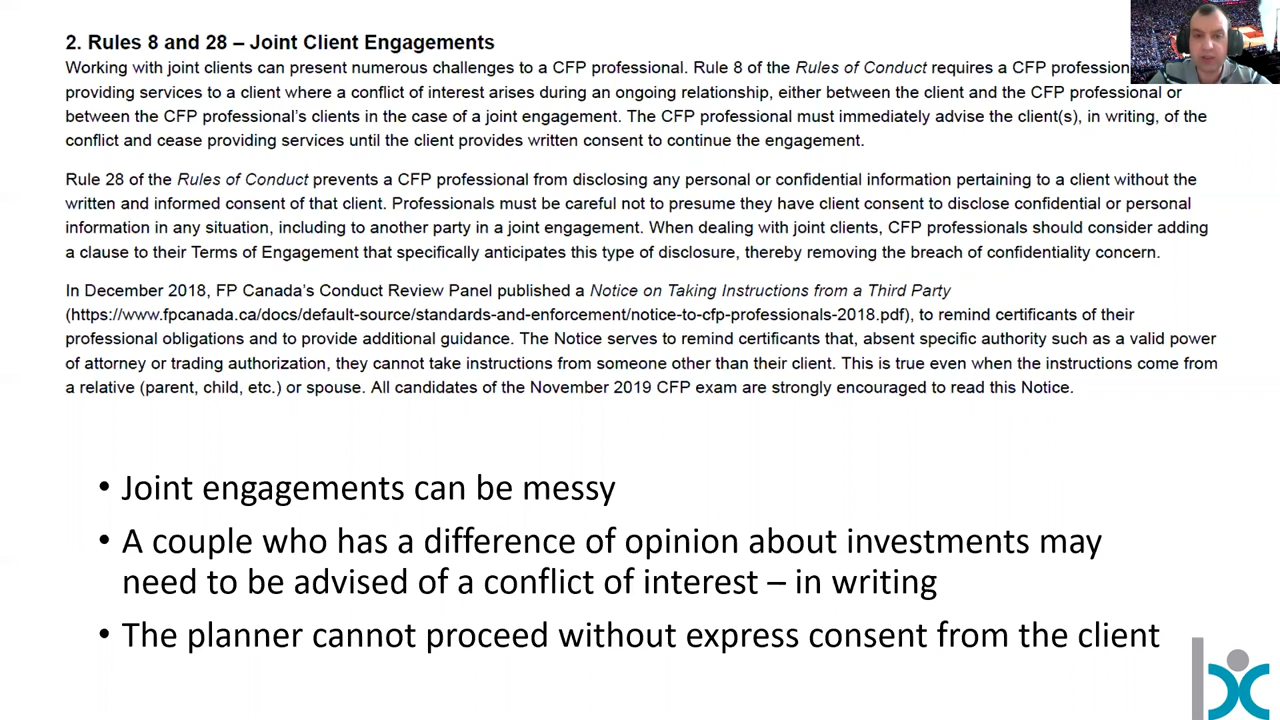 2. Rules 8 and 28 – Joint Client Engagements
Working with joint clients can present numerous challenges to a CFP professional. Rule 8 of the Rules of Conduct requires a CFP
providing services to a client where a conflict of interest arises during an ongoing relationship, either between the client and the CFP professional or
between the CFP professional's clients in the case of a joint engagement. The CFP professional must immediately advise the client(s), in writing, of the
conflict and cease providing services until the client provides written consent to continue the engagement.
Rule 28 of the Rules of Conduct prevents a CFP professional from disclosing any personal or confidential information pertaining to a client without the
written and informed consent of that client. Professionals must be careful not to presume they have client consent to disclose confidential or personal
information in any situation, including to another party in a joint engagement. When dealing with joint clients, CFP professionals should consider adding
a clause to their Terms of Engagement that specifically anticipates this type of disclosure, thereby removing the breach of confidentiality concern.
In December 2018, FP Canada's Conduct Review Panel published a Notice on Taking Instructions from a Third Party
(https://www.fpcanada.ca/docs/default-source/standards-and-enforcement/notice-to-cfp-professionals-2018.pdf), to remind certificants of their
professional obligations and to provide additional guidance. The Notice serves to remind certificants that, absent specific authority such as a valid power
of attorney or trading authorization, they cannot take instructions from someone other than their client. This is true even when the instructions come from
a relative (parent, child, etc.) or spouse. All candidates of the November 2019 CFP exam are strongly encouraged to read this Notice.
• Joint engagements can be messy
• A couple who has a difference of opinion about investments may
need to be advised of a conflict of interest – in writing
• The planner cannot proceed without express consent from the client